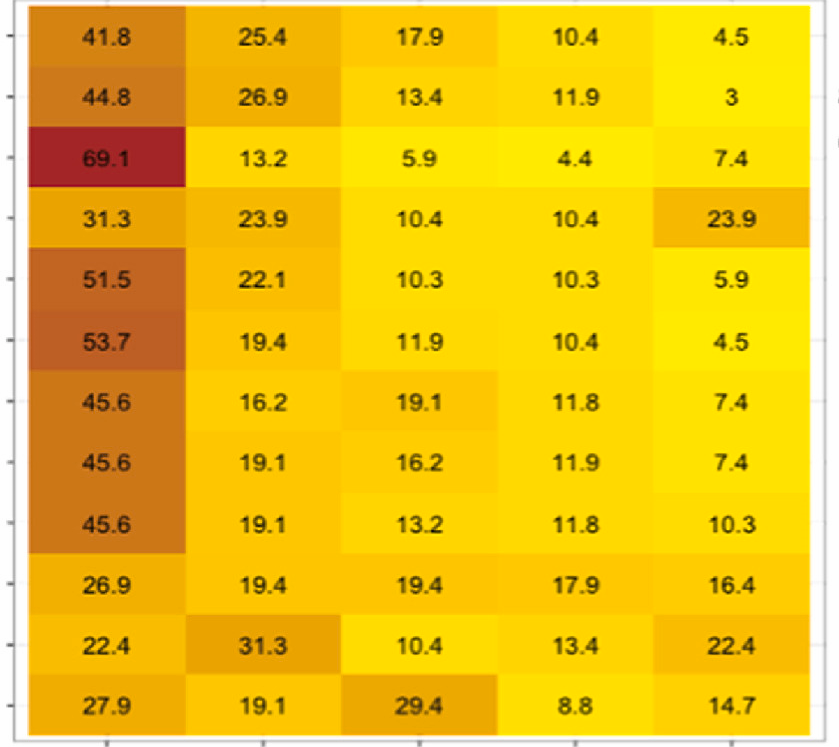 41.8 25.4 17.9 10.4 4.5
44.8 26.9 13.4 11.9 3
69.1 13.2 5.9 4.4 7.4
31.3 23.9 10.4 10.4 23.9
51.5 22.1 10.3 10.3 5.9
53.7 19.4 11.9 10.4 4.5
45.6 16.2 19.1 11.8 7.4
45.6 19.1 16.2 11.9 7.4
45.6 19.1 13.2 11.8 10.3
26.9 19.4 19.4 17.9 16.4
22.4 31.3 10.4 13.4 22.4
27.9 19.1 29.4 8.8 14.7